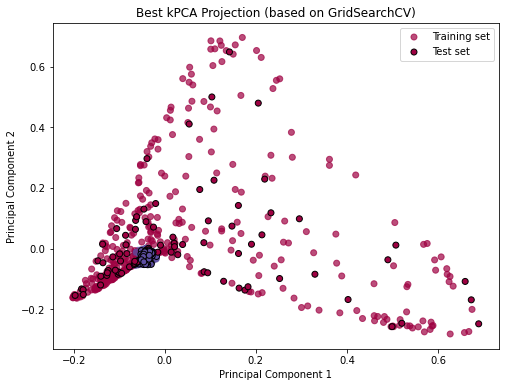 Best kPCA Projection (based on GridSearchCV)
Training set
Test set
Principal Component 2
0.6
0.4
0.2
0.0
−0.2
−0.2
0.0
0.2
0.4
0.6
Principal Component 1